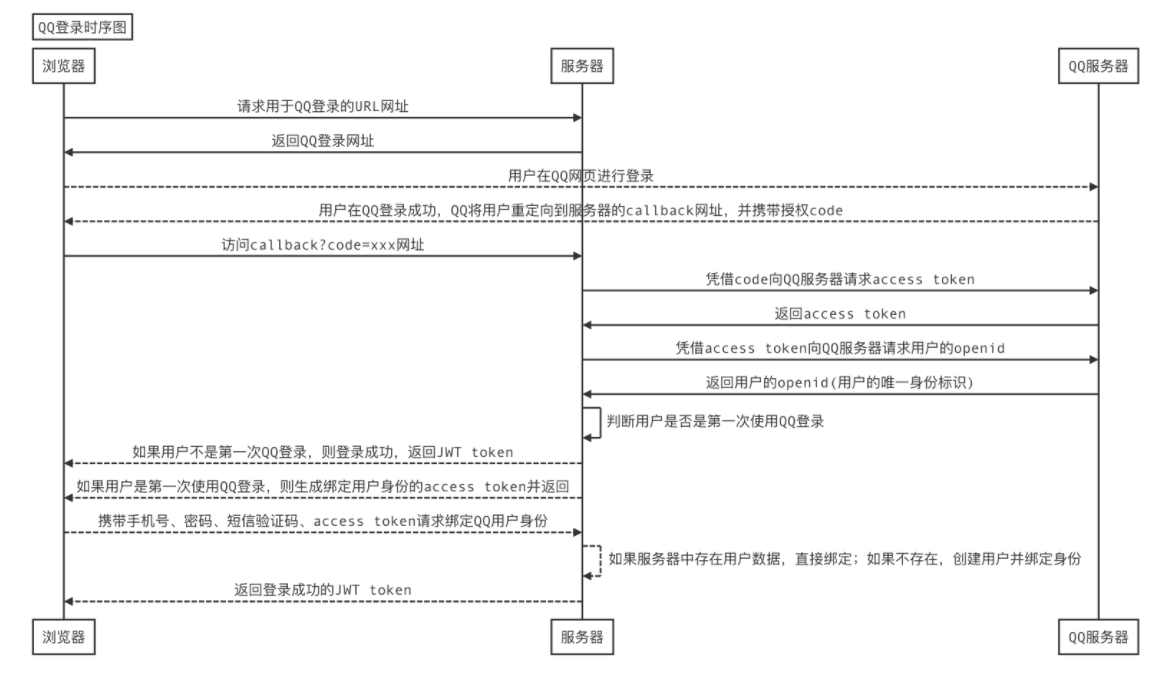 QQ登录时序图
浏览器
服务器
QQ服务器
请求用于QQ登录的URL网址
返回QQ登录网址
用户在QQ网页进行登录
用户在QQ登录成功，QQ将用户重定向到服务器的callback网址，并携带授权code
访问callback?code=xxx网址
凭借code向QQ服务器请求access token
返回access token
凭借access token向QQ服务器请求用户的openid
返回用户的openid(用户的唯一身份标识)
判断用户是否是第一次使用QQ登录
如果用户不是第一次QQ登录，则登录成功，返回JWT token
如果用户是第一次使用QQ登录，则生成绑定用户身份的access token并返回
携带手机号、密码、短信验证码、access token请求绑定QQ用户身份
如果服务器中存在用户数据，直接绑定；如果不存在，创建用户并绑定身份
返回登录成功的JWT token
浏览器
服务器
QQ服务器